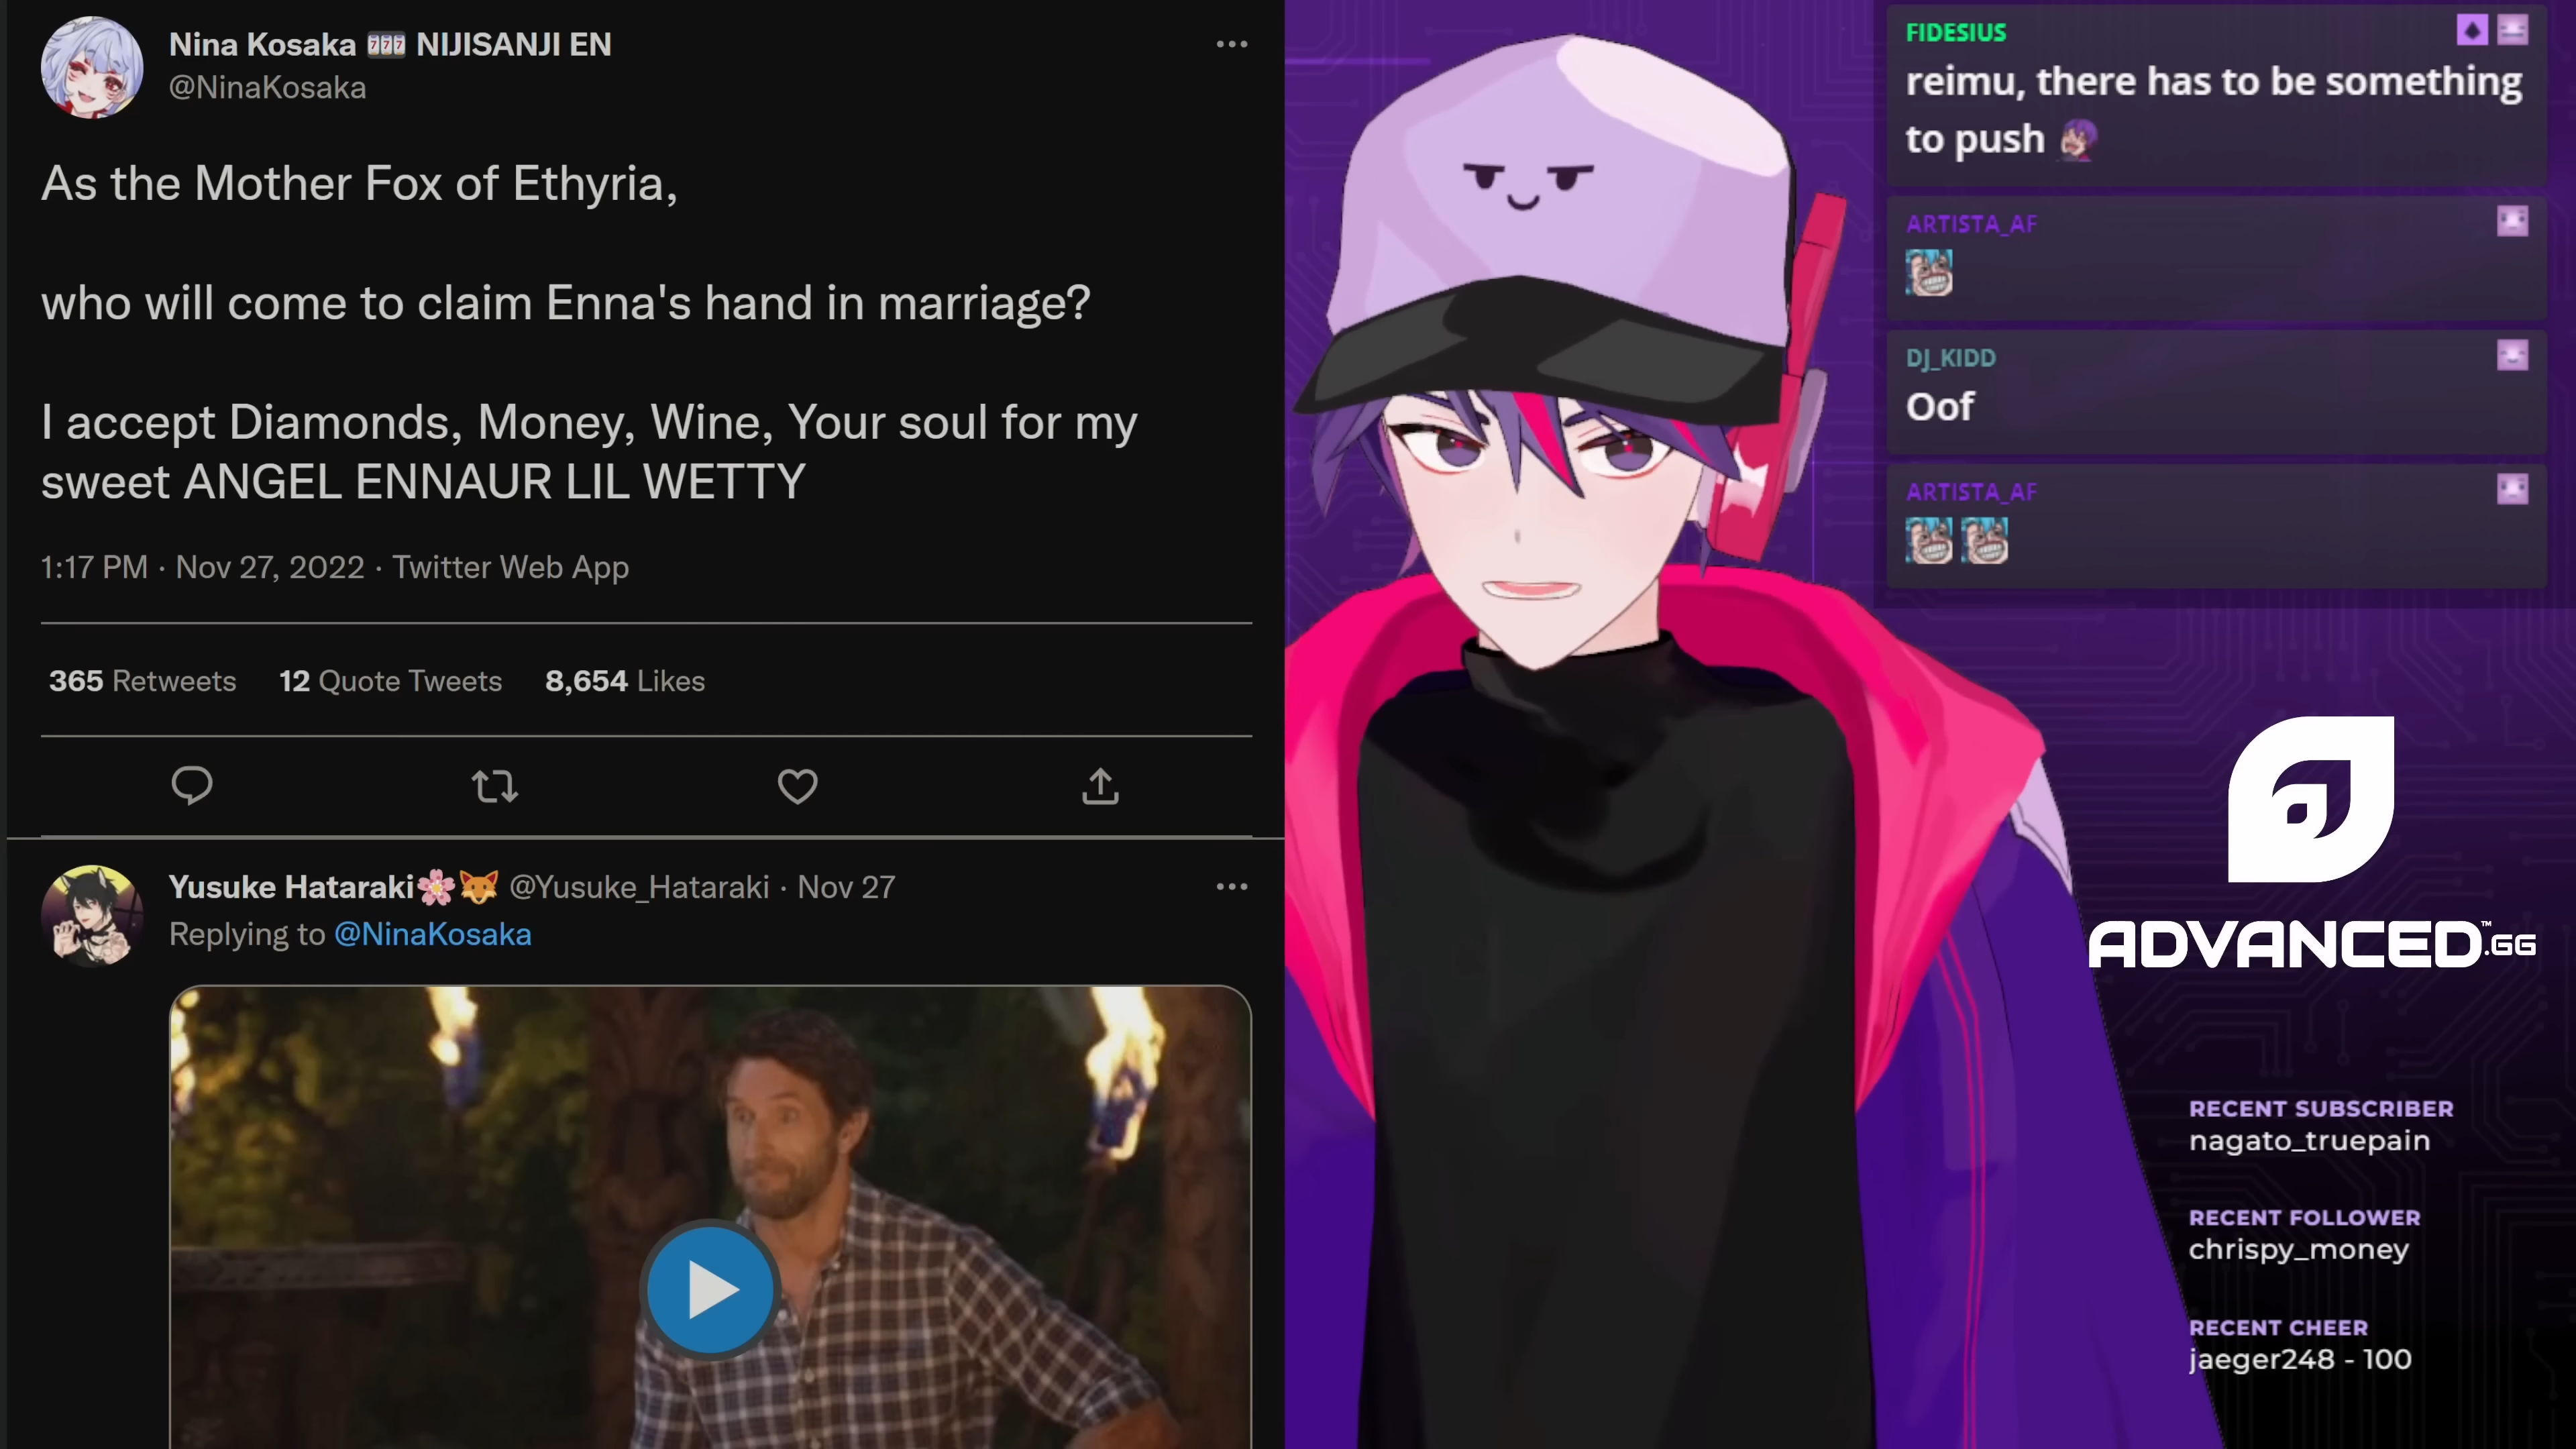 Nina Kosaka 🎰 NIJISANJI EN
@NinaKosaka
As the Mother Fox of Ethyria,
who will come to claim Enna's hand in marriage?
I accept Diamonds, Money, Wine, Your soul for my
sweet ANGEL ENNAUR LIL WETTY
1:17 PM · Nov 27, 2022 · Twitter Web App
365 Retweets 12 Quote Tweets 8,654 Likes
Yusuke Hataraki🌸🦊 @Yusuke_Hataraki · Nov 27
Replying to @NinaKosaka
FIDESIUS
reimu, there has to be something
to push
ARTISTA_AF
DJ_KIDD
Oof
ARTISTA_AF
ADVANCED™.GG
RECENT SUBSCRIBER
nagato_truepain
RECENT FOLLOWER
chrispy_money
RECENT CHEER
jaeger248 - 100